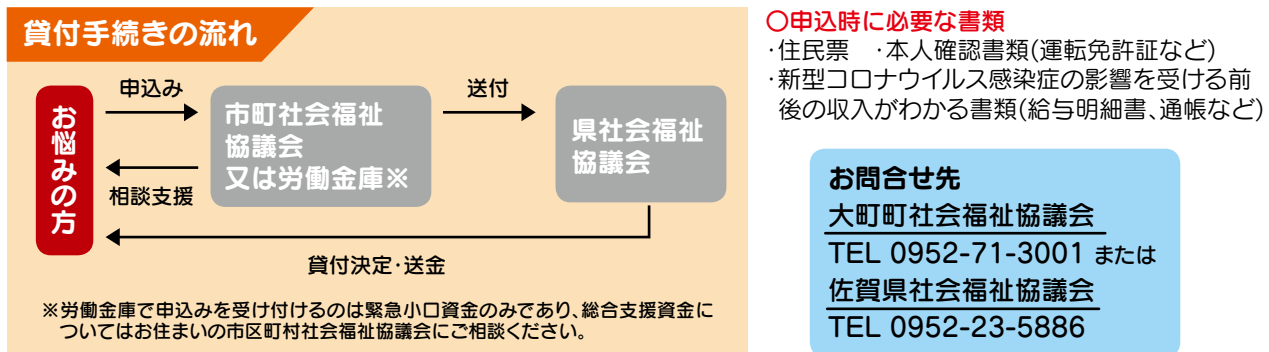 貸付手続きの流れ
お悩みの方
申込み
相談支援
市町社会福祉
協議会
又は労働金庫※
送付
県社会福祉
協議会
貸付決定・送金
※労働金庫で申込みを受け付けるのは緊急小口資金のみであり、総合支援資金に
ついてはお住まいの市区町村社会福祉協議会にご相談ください。
〇申込時に必要な書類
・住民票　・本人確認書類(運転免許証など)
・新型コロナウイルス感染症の影響を受ける前
後の収入がわかる書類(給与明細書、通帳など)
お問合せ先
大町町社会福祉協議会
TEL 0952-71-3001 または
佐賀県社会福祉協議会
TEL 0952-23-5886